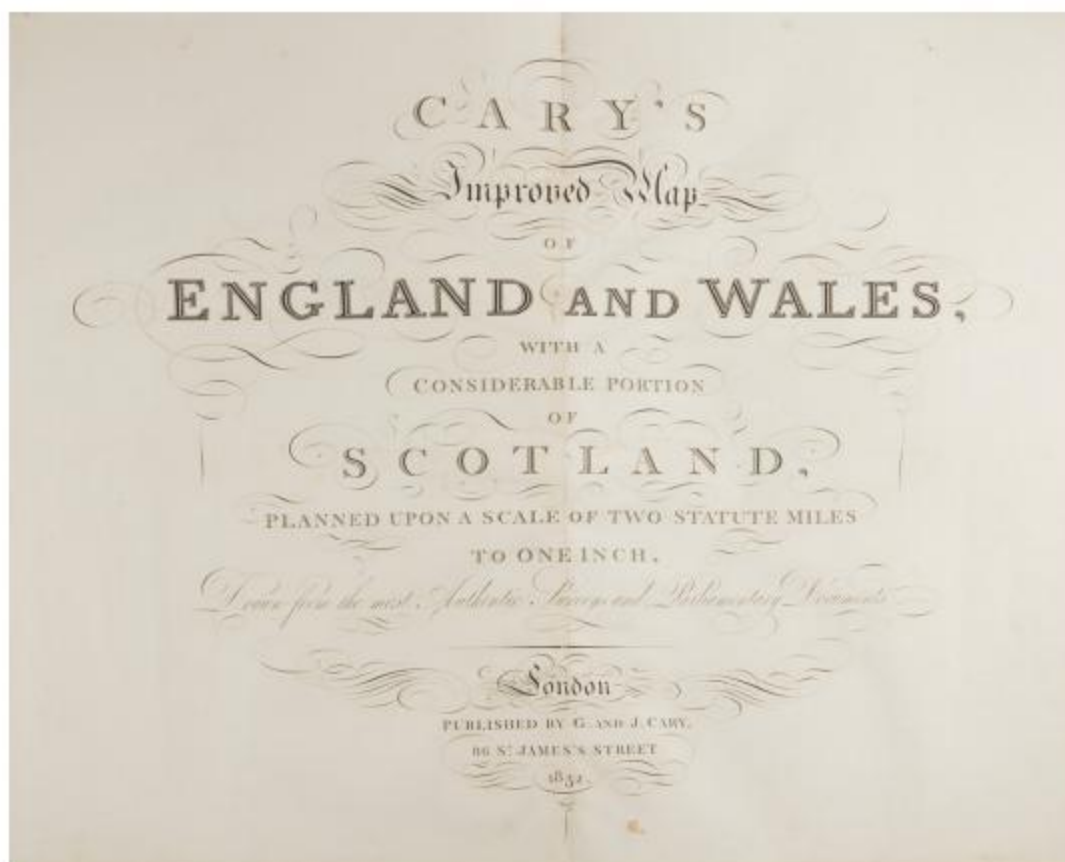 CARY'S
Improved Map
OF
ENGLAND AND WALES,
WITH A
CONSIDERABLE PORTION
OF
SCOTLAND,
PLANNED UPON A SCALE OF TWO STATUTE MILES
TO ONE INCH,
Drawn from the most Authentic Surveys and Parliamentary Documents
London
PUBLISHED BY G. AND J. CARY,
86 ST. JAMES'S STREET
1832.